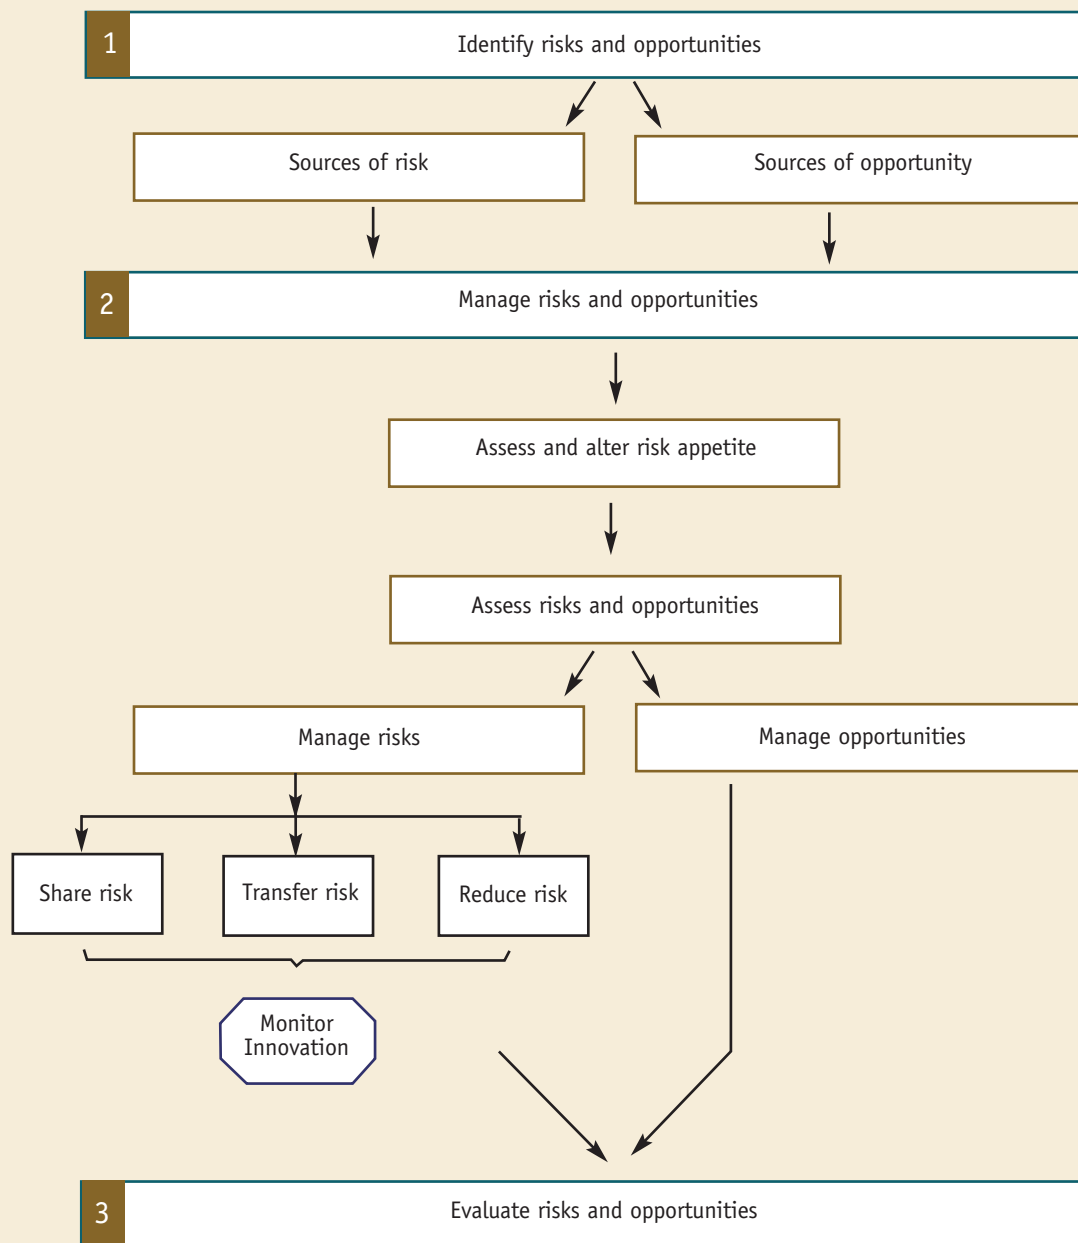 1
Identify risks and opportunities
Sources of risk
Sources of opportunity
2
Manage risks and opportunities
Assess and alter risk appetite
Assess risks and opportunities
Manage risks
Manage opportunities
Share risk
Transfer risk
Reduce risk
Monitor
Innovation
3
Evaluate risks and opportunities